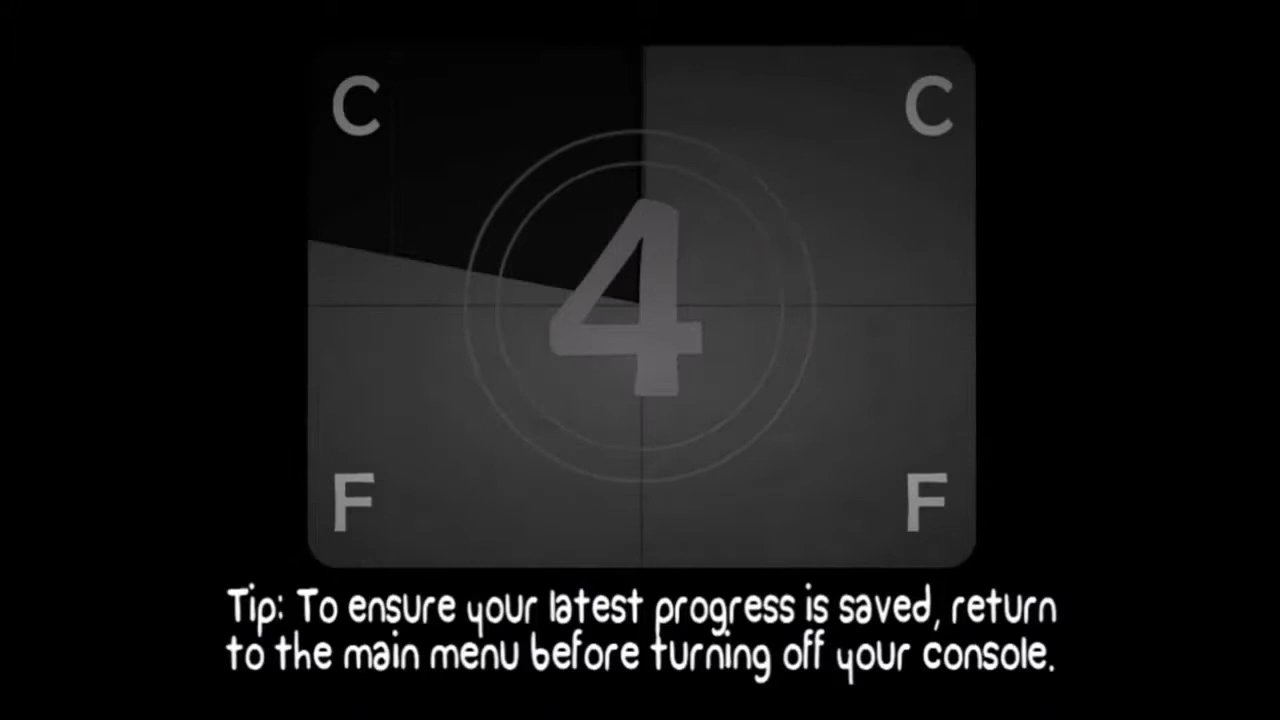 C C
4
F F
Tip: To ensure your latest progress is saved, return
to the main menu before turning off your console.